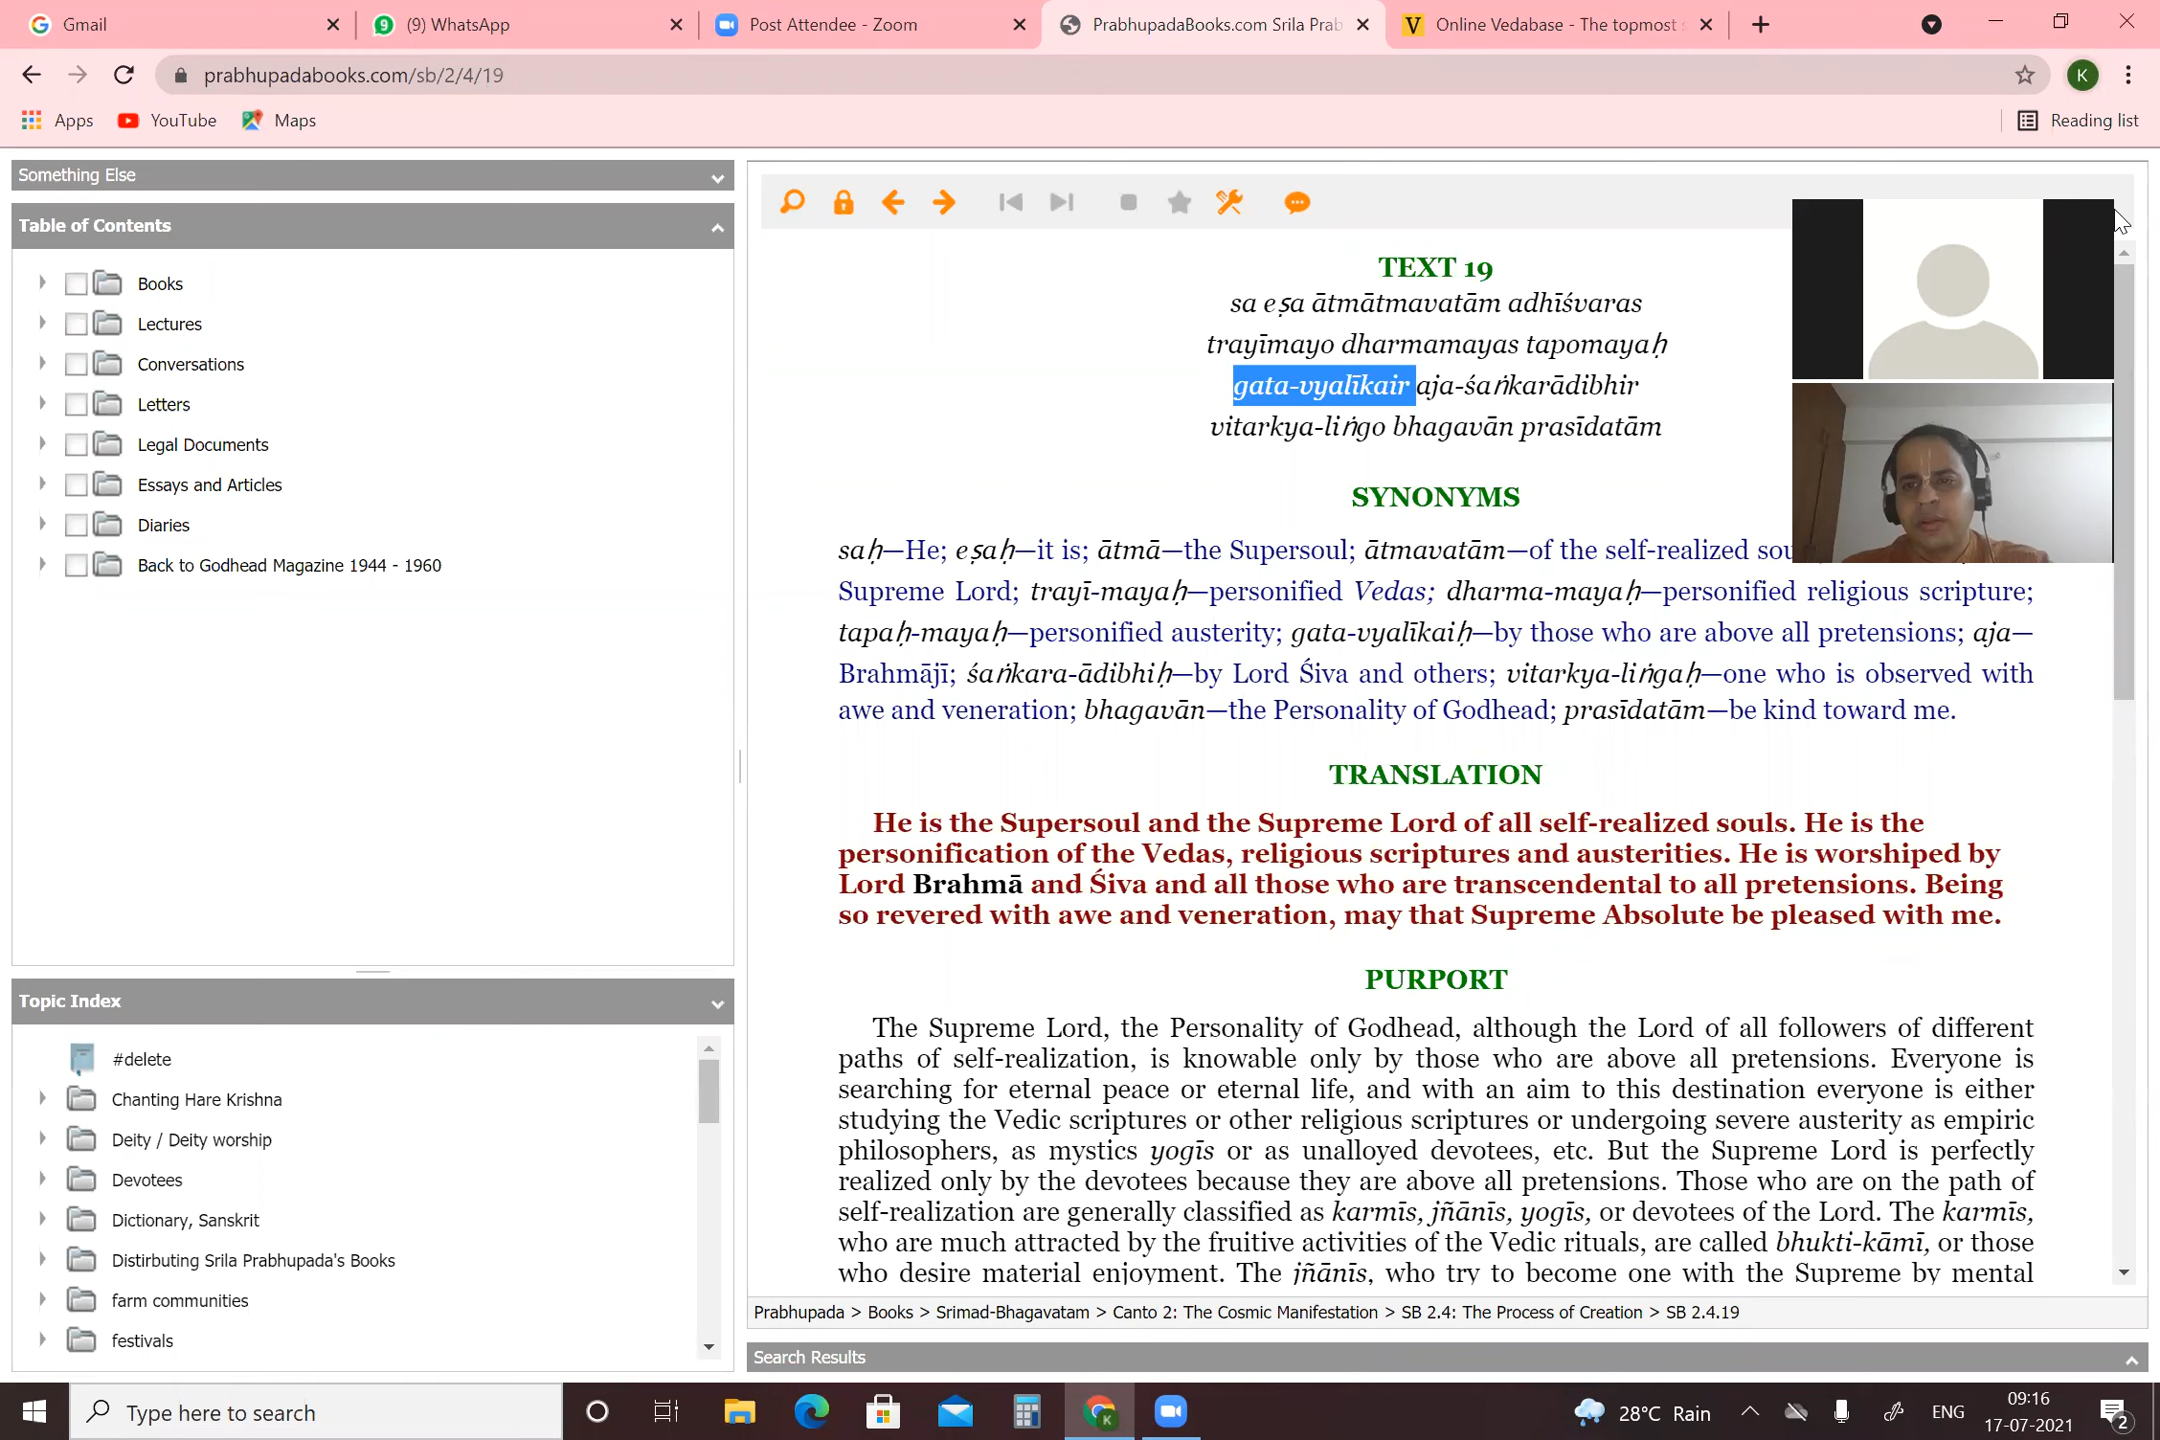 Gmail
(9) WhatsApp
Post Attendee - Zoom
PrabhupadaBooks.com Srila Prab
Online Vedabase - The topmost s
prabhupadabooks.com/sb/2/4/19
K
Apps
YouTube
Maps
Reading list
Something Else
Table of Contents
Books
Lectures
Conversations
Letters
Legal Documents
Essays and Articles
Diaries
Back to Godhead Magazine 1944 - 1960
Topic Index
#delete
Chanting Hare Krishna
Deity / Deity worship
Devotees
Dictionary, Sanskrit
Distirbuting Srila Prabhupada's Books
farm communities
festivals
TEXT 19
sa eṣa ātmātmavatām adhīśvaras
trayīmayo dharmamayas tapomayaḥ
gata-vyalīkair aja-śaṅkarādibhir
vitarkya-liṅgo bhagavān prasīdatām
SYNONYMS
saḥ—He; eṣaḥ—it is; ātmā—the Supersoul; ātmavatām—of the self-realized sou
Supreme Lord; trayī-mayaḥ—personified Vedas; dharma-mayaḥ—personified religious scripture;
tapaḥ-mayaḥ—personified austerity; gata-vyalīkaiḥ—by those who are above all pretensions; aja—
Brahmājī; śaṅkara-ādibhiḥ—by Lord Śiva and others; vitarkya-liṅgaḥ—one who is observed with
awe and veneration; bhagavān—the Personality of Godhead; prasīdatām—be kind toward me.
TRANSLATION
He is the Supersoul and the Supreme Lord of all self-realized souls. He is the
personification of the Vedas, religious scriptures and austerities. He is worshiped by
Lord Brahmā and Śiva and all those who are transcendental to all pretensions. Being
so revered with awe and veneration, may that Supreme Absolute be pleased with me.
PURPORT
The Supreme Lord, the Personality of Godhead, although the Lord of all followers of different
paths of self-realization, is knowable only by those who are above all pretensions. Everyone is
searching for eternal peace or eternal life, and with an aim to this destination everyone is either
studying the Vedic scriptures or other religious scriptures or undergoing severe austerity as empiric
philosophers, as mystics yogīs or as unalloyed devotees, etc. But the Supreme Lord is perfectly
realized only by the devotees because they are above all pretensions. Those who are on the path of
self-realization are generally classified as karmīs, jñānīs, yogīs, or devotees of the Lord. The karmīs,
who are much attracted by the fruitive activities of the Vedic rituals, are called bhukti-kāmī, or those
who desire material enjoyment. The jñānīs, who try to become one with the Supreme by mental
Prabhupada > Books > Srimad-Bhagavatam > Canto 2: The Cosmic Manifestation > SB 2.4: The Process of Creation > SB 2.4.19
Search Results
Type here to search
28°C Rain
ENG
09:16
17-07-2021
2